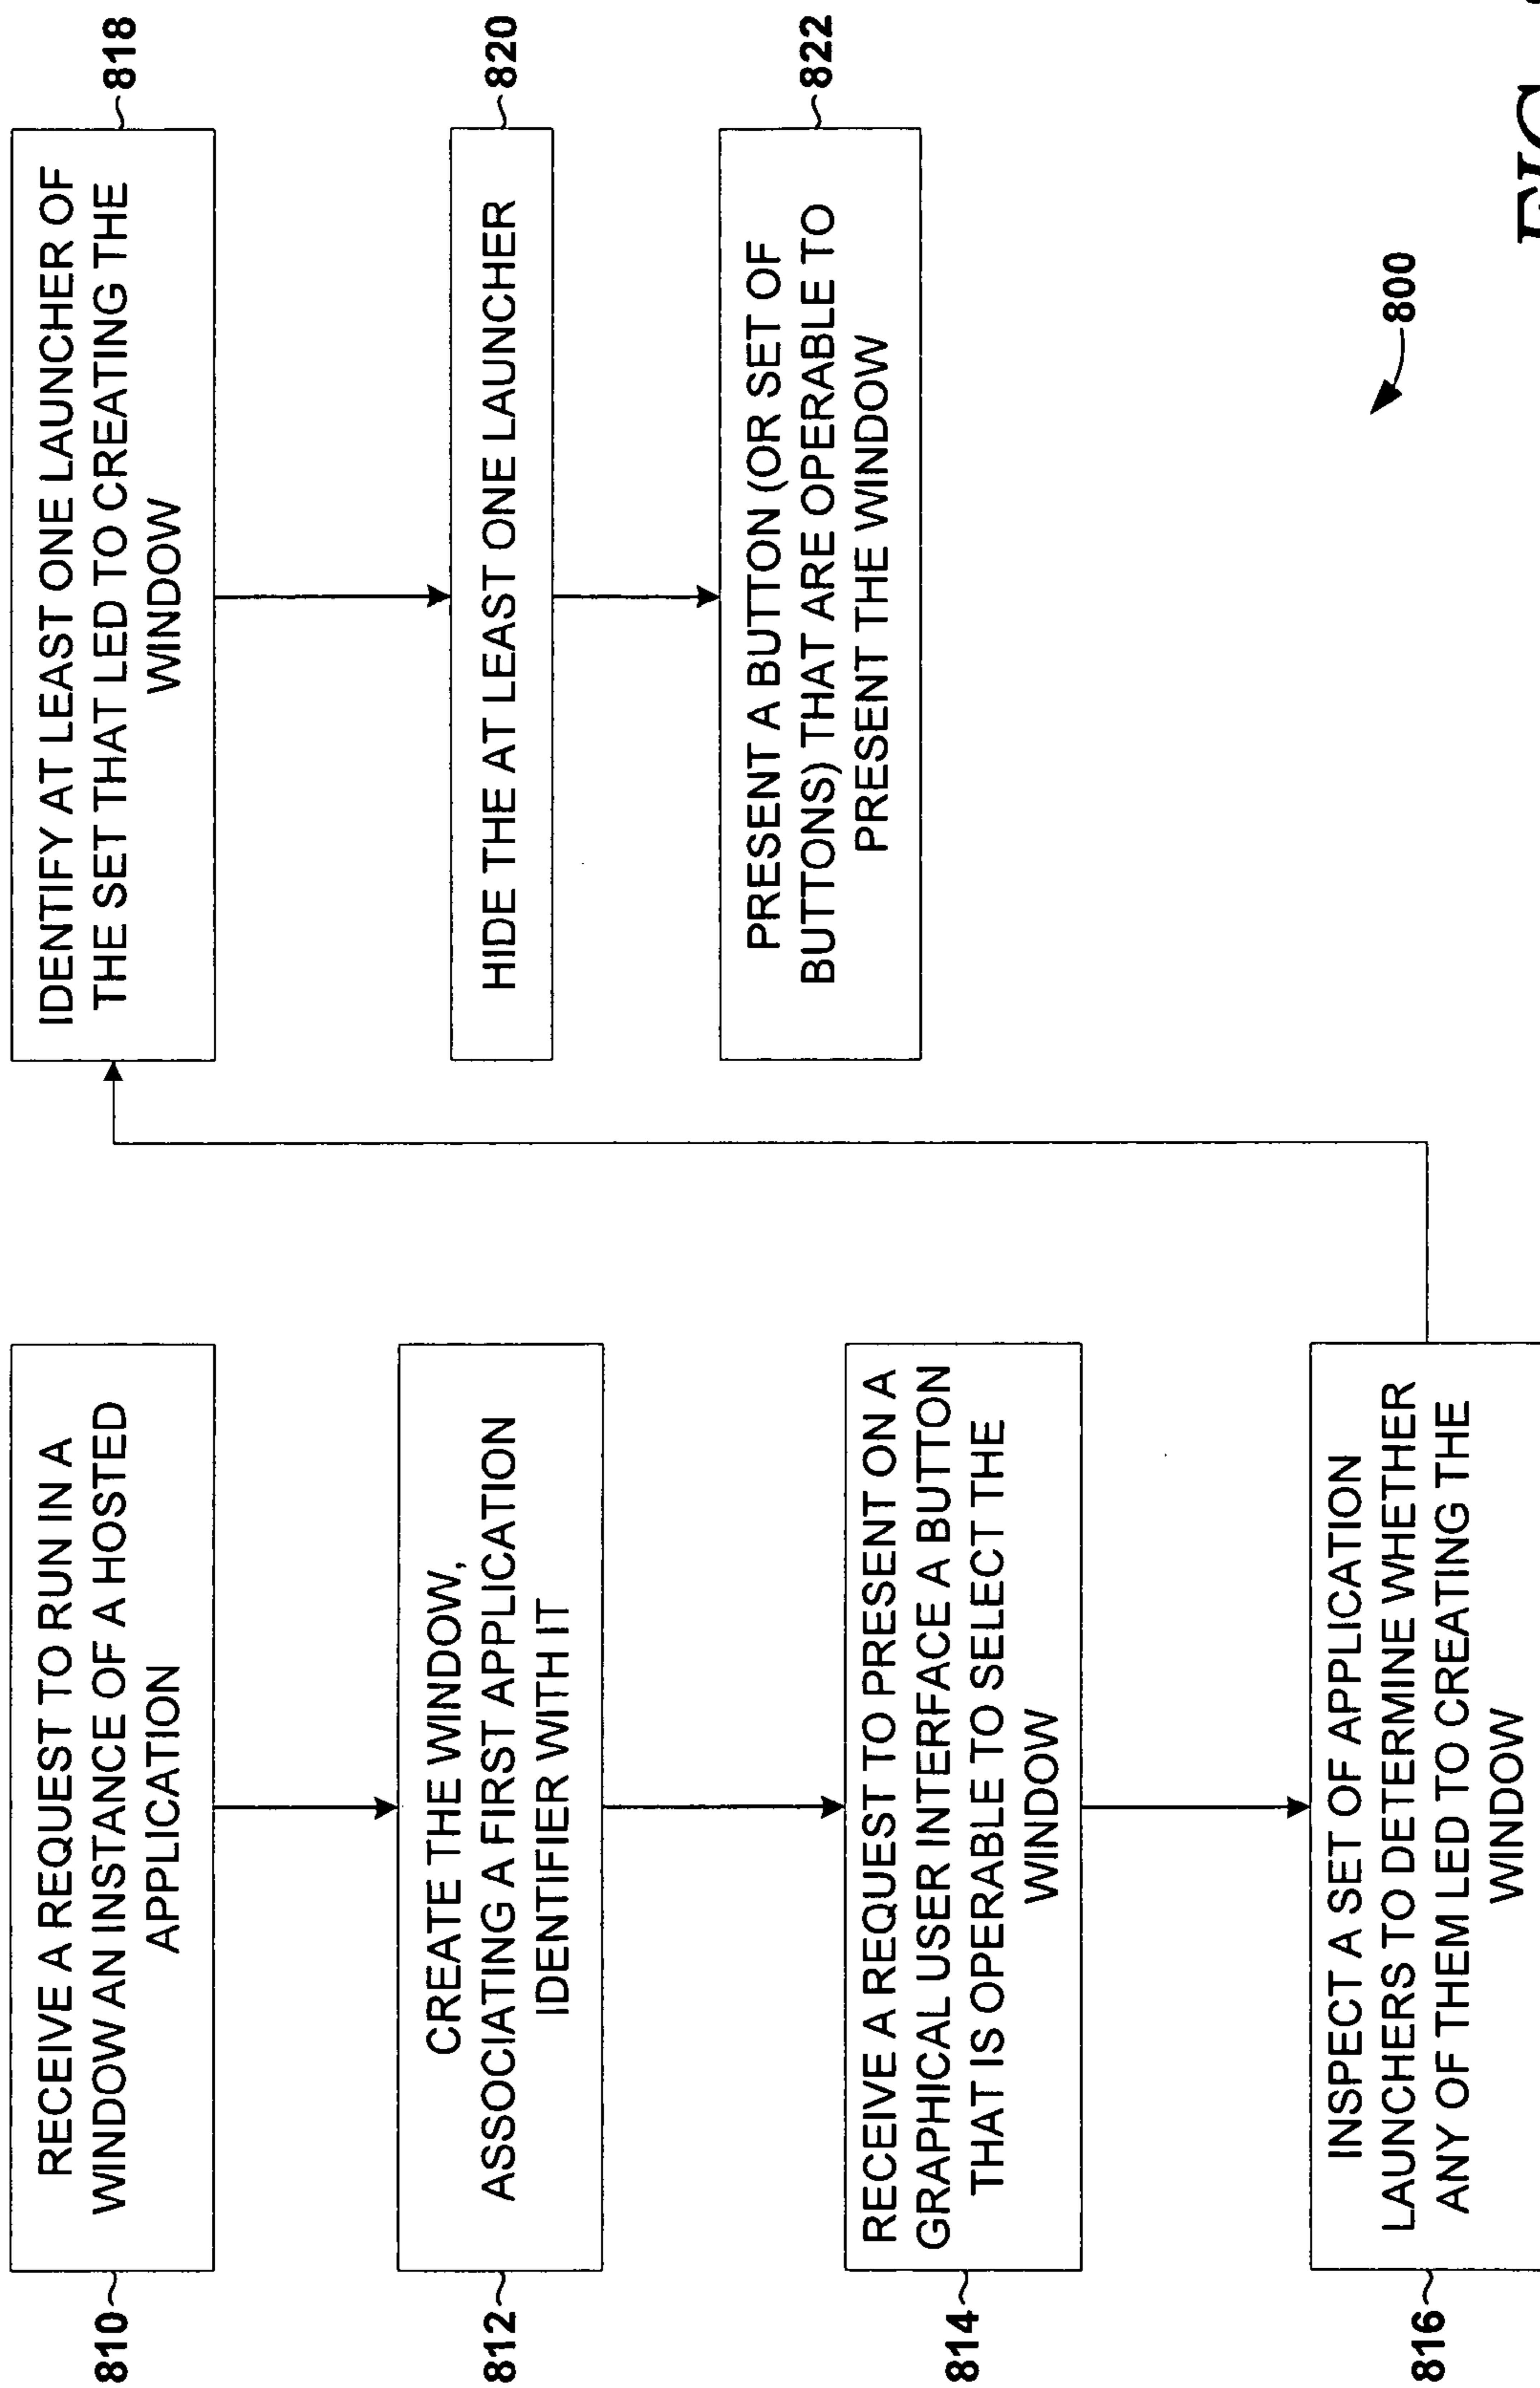 810
RECEIVE A REQUEST TO RUN IN A
WINDOW AN INSTANCE OF A HOSTED
APPLICATION
812
CREATE THE WINDOW,
ASSOCIATING A FIRST APPLICATION
IDENTIFIER WITH IT
814
RECEIVE A REQUEST TO PRESENT ON A
GRAPHICAL USER INTERFACE A BUTTON
THAT IS OPERABLE TO SELECT THE
WINDOW
816
INSPECT A SET OF APPLICATION
LAUNCHERS TO DETERMINE WHETHER
ANY OF THEM LED TO CREATING THE
WINDOW
818
IDENTIFY AT LEAST ONE LAUNCHER OF
THE SET THAT LED TO CREATING THE
WINDOW
820
HIDE THE AT LEAST ONE LAUNCHER
822
PRESENT A BUTTON (OR SET OF
BUTTONS) THAT ARE OPERABLE TO
PRESENT THE WINDOW
800